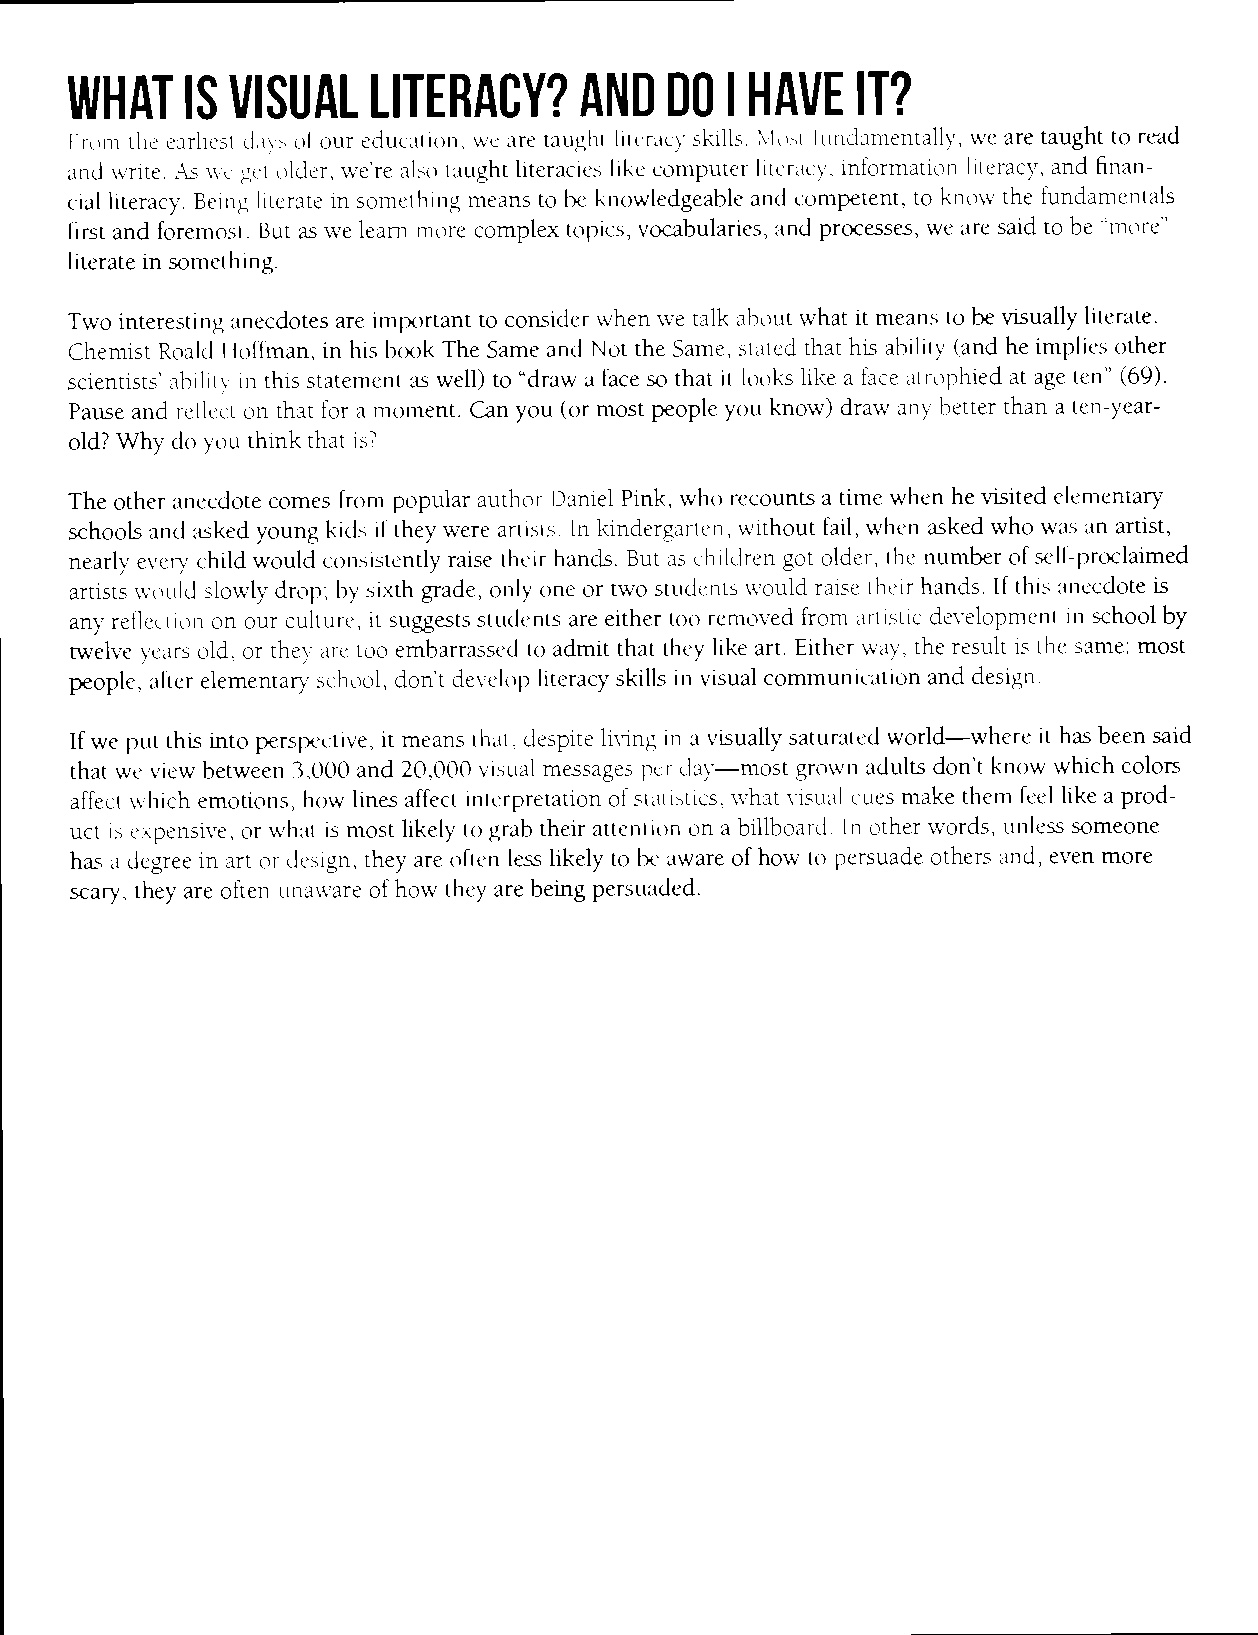 WHAT IS VISUAL LITERACY? AND DO I HAVE IT?
From the earliest days of our education, we are taught literacy skills. Most fundamentally, we are taught to read
and write. As we get older, we're also taught literacies like computer literacy, information literacy, and finan-
cial literacy. Being literate in something means to be knowledgeable and competent, to know the fundamentals
first and foremost. But as we learn more complex topics, vocabularies, and processes, we are said to be "more"
literate in something.
Two interesting anecdotes are important to consider when we talk about what it means to be visually literate.
Chemist Roald Hoffman, in his book The Same and Not the Same, stated that his ability (and he implies other
scientists' ability in this statement as well) to "draw a face so that it looks like a face atrophied at age ten" (69).
Pause and reflect on that for a moment. Can you (or most people you know) draw any better than a ten-year-
old? Why do you think that is?
The other anecdote comes from popular author Daniel Pink, who recounts a time when he visited elementary
schools and asked young kids if they were artists. In kindergarten, without fail, when asked who was an artist,
nearly every child would consistently raise their hands. But as children got older, the number of self-proclaimed
artists would slowly drop; by sixth grade, only one or two students would raise their hands. If this anecdote is
any reflection on our culture, it suggests students are either too removed from artistic development in school by
twelve years old, or they are too embarrassed to admit that they like art. Either way, the result is the same: most
people, after elementary school, don't develop literacy skills in visual communication and design.
If we put this into perspective, it means that, despite living in a visually saturated world—where it has been said
that we view between 3,000 and 20,000 visual messages per day—most grown adults don't know which colors
affect which emotions, how lines affect interpretation of statistics, what visual cues make them feel like a prod-
uct is expensive, or what is most likely to grab their attention on a billboard. In other words, unless someone
has a degree in art or design, they are often less likely to be aware of how to persuade others and, even more
scary, they are often unaware of how they are being persuaded.